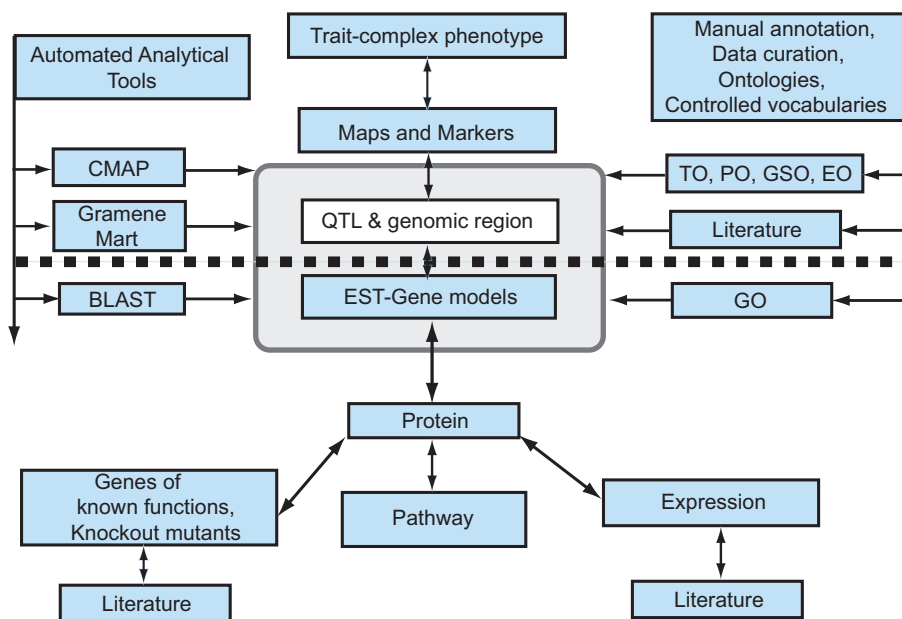 Automated Analytical
Tools
Trait-complex phenotype
Manual annotation,
Data curation,
Ontologies,
Controlled vocabularies
Maps and Markers
CMAP
TO, PO, GSO, EO
Gramene
Mart
QTL & genomic region
Literature
BLAST
EST-Gene models
GO
Protein
Genes of
known functions,
Knockout mutants
Pathway
Expression
Literature
Literature